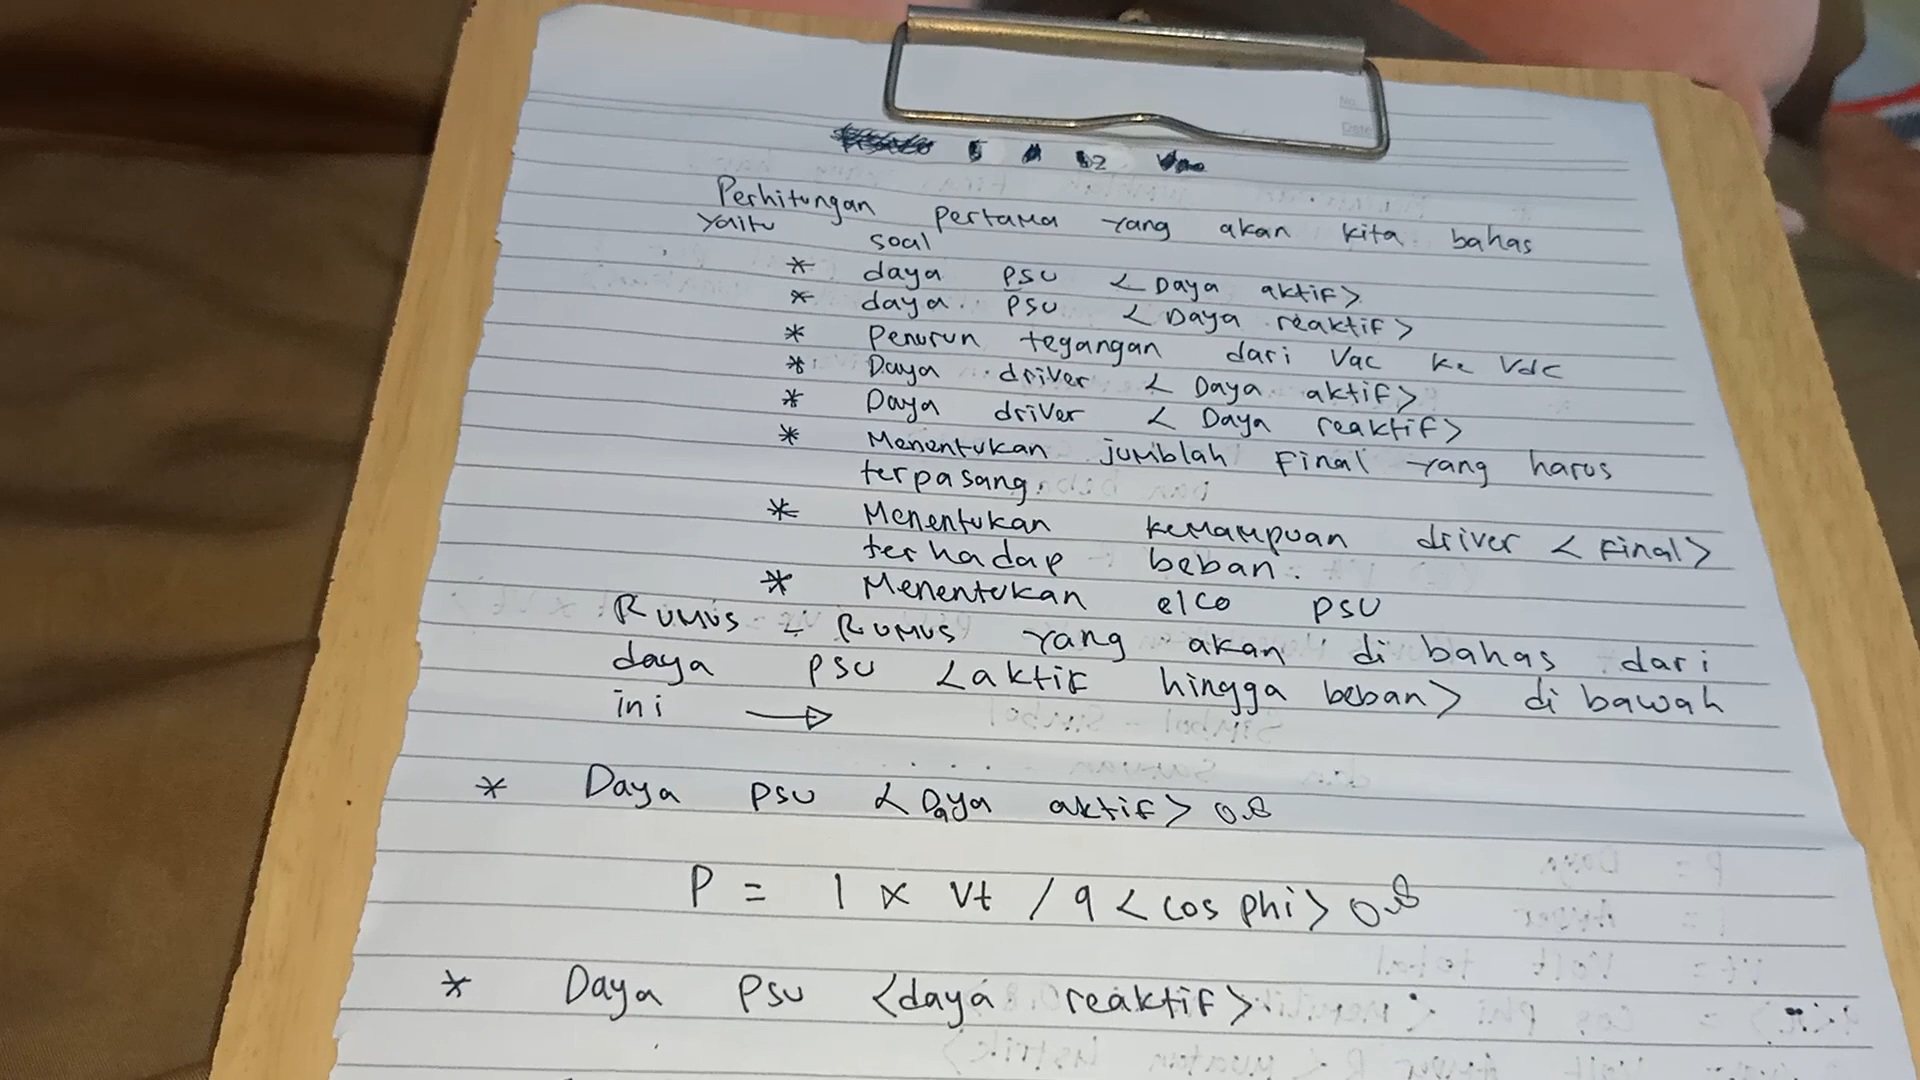 No.
Date
Perhitungan pertama yang akan kita bahas
yaitu soal
* daya PSU <Daya aktif>
* daya PSU <Daya reaktif>
* Penurun tegangan dari Vac ke Vdc
* Daya driver <Daya aktif>
* Daya driver <Daya reaktif>
* Menentukan jumblah Final yang harus
terpasang.
* Menentukan kemampuan driver <Final>
terhadap beban.
* Menentukan elco PSU
Rumus - Rumus yang akan di bahas dari
daya PSU <aktif hingga beban> di bawah
ini →
* Daya PSU <Daya aktif> 0.8
P = I x Vt / q <cos phi> 0.8
* Daya PSU <daya reaktif>